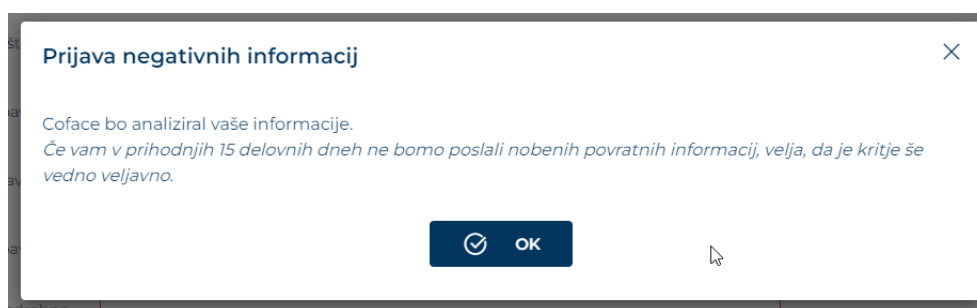 Prijava negativnih informacij
Coface bo analiziral vaše informacije.
Če vam v prihodnjih 15 delovnih dneh ne bomo poslali nobenih povratnih informacij, velja, da je kritje še
vedno veljavno.
OK